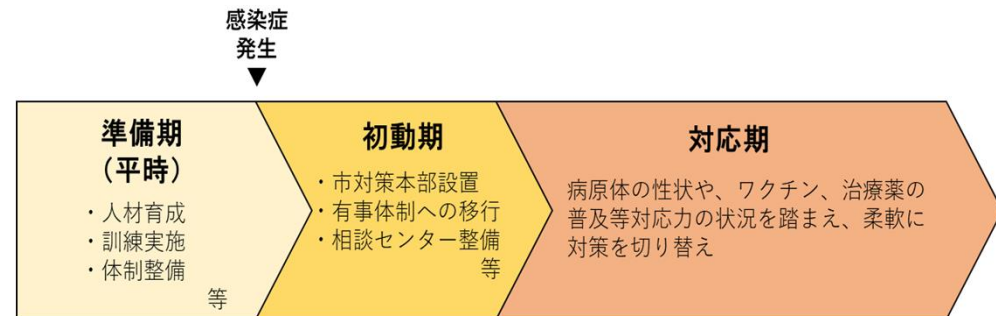 感染症
発生
▼
準備期
（平時）
・人材育成
・訓練実施
・体制整備
等
初動期
・市対策本部設置
・有事体制への移行
・相談センター整備
等
対応期
病原体の性状や、ワクチン、治療薬の
普及等対応力の状況を踏まえ、柔軟に
対策を切り替え